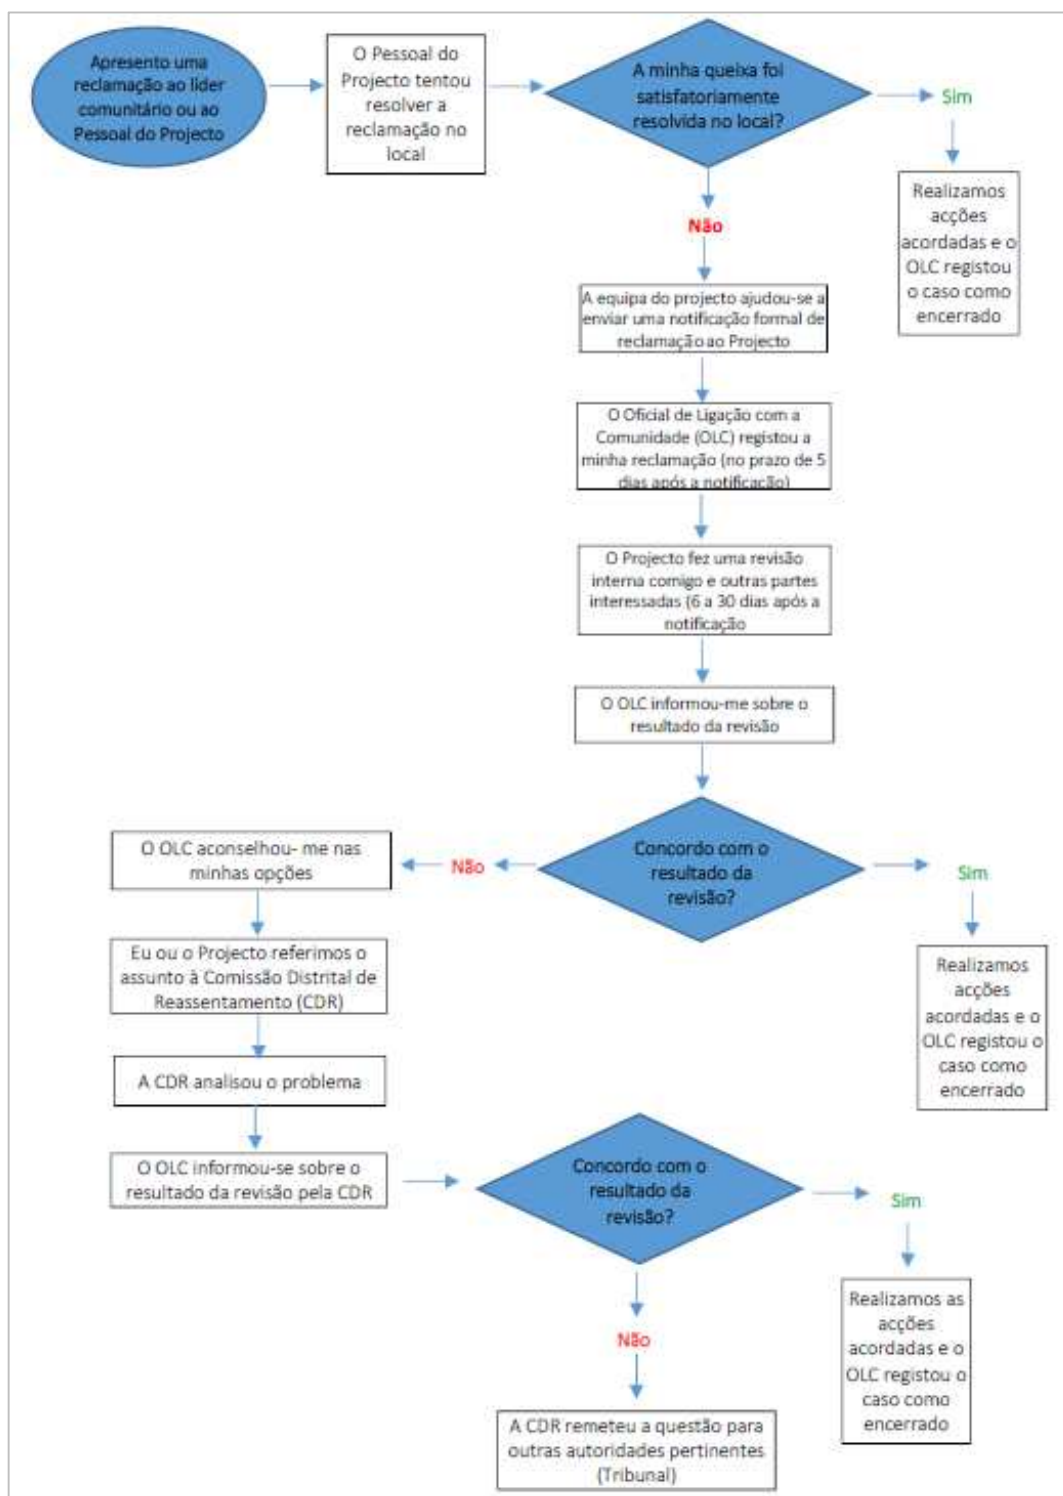 Apresento uma
reclamação ao líder
comunitário ou ao
Pessoal do Projecto
O Pessoal do
Projecto tentou
resolver a
reclamação no
local
A minha queixa foi
satisfatoriamente
resolvida no local?
Sim
Realizamos
acções
acordadas e o
OLC registou
o caso como
encerrado
Não
A equipa do projecto ajudou-se a
enviar uma notificação formal de
reclamação ao Projecto
O Oficial de Ligação com a
Comunidade (OLC) registou a
minha reclamação (no prazo de 5
dias após a notificação)
O Projecto fez uma revisão
interna comigo e outras partes
interessadas (6 a 30 dias após a
notificação
O OLC informou-me sobre o
resultado da revisão
Concordo com o
resultado da
revisão?
Sim
Realizamos
acções
acordadas e o
OLC registou o
caso como
encerrado
Não
O OLC aconselhou- me nas
minhas opções
Eu ou o Projecto referimos o
assunto à Comissão Distrital de
Reassentamento (CDR)
A CDR analisou o problema
O OLC informou-se sobre o
resultado da revisão pela CDR
Concordo com o
resultado da
revisão?
Sim
Realizamos as
acções
acordadas e o
OLC registou o
caso como
encerrado
Não
A CDR remeteu a questão para
outras autoridades pertinentes
(Tribunal)